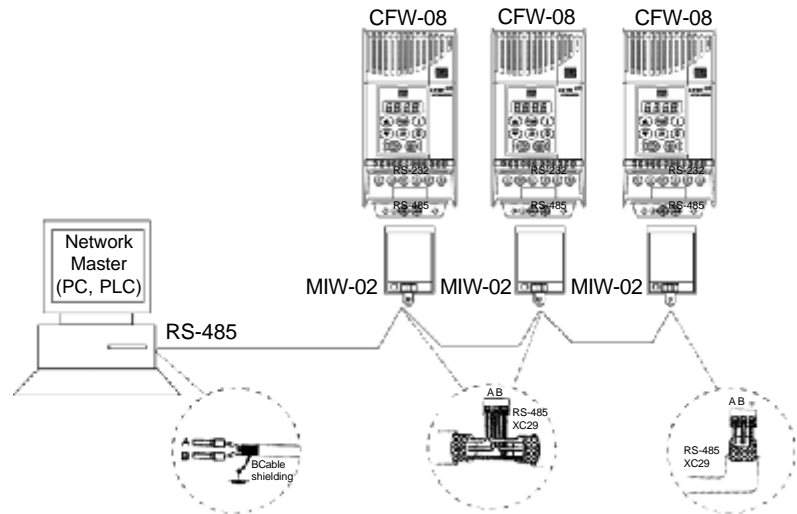 CFW-08 CFW-08 CFW-08
RS-232 RS-232 RS-232
RS-485 RS-485 RS-485
Network
Master
(PC, PLC)
MIW-02 MIW-02 MIW-02
RS-485
A
B
BCable
shielding
A B
RS-485
XC29
A B
RS-485
XC29